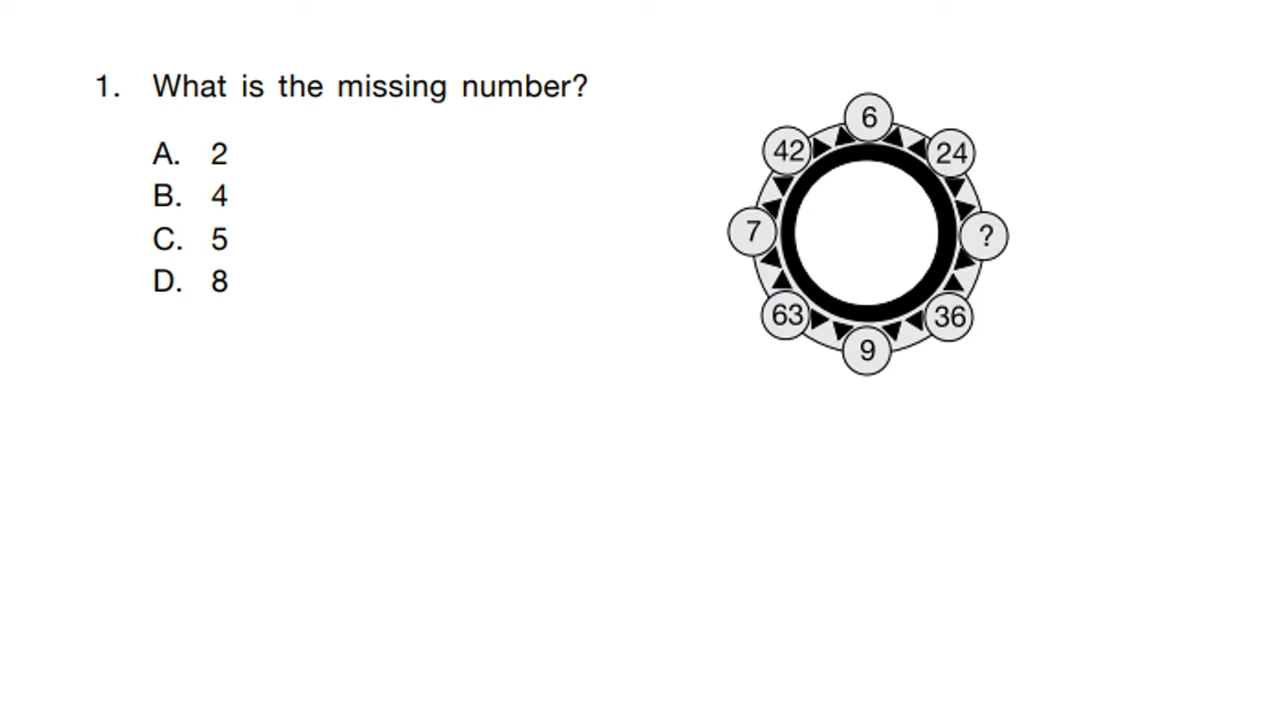 1. What is the missing number?
A. 2
B. 4
C. 5
D. 8
6
42
24
7
?
63
36
9